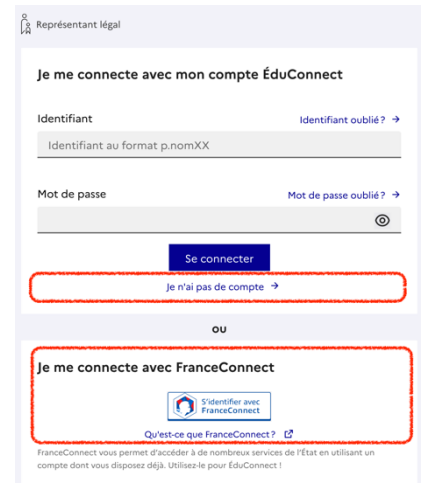 Représentant légal
Je me connecte avec mon compte ÉduConnect
Identifiant
Identifiant oublié ? →
Identifiant au format p.nomXX
Mot de passe
Mot de passe oublié ? →
Se connecter
Je n'ai pas de compte →
OU
Je me connecte avec FranceConnect
S'identifier avec
FranceConnect
Qu'est-ce que FranceConnect ?
FranceConnect vous permet d'accéder à de nombreux services de l'État en utilisant un
compte dont vous disposez déjà. Utilisez-le pour ÉduConnect !